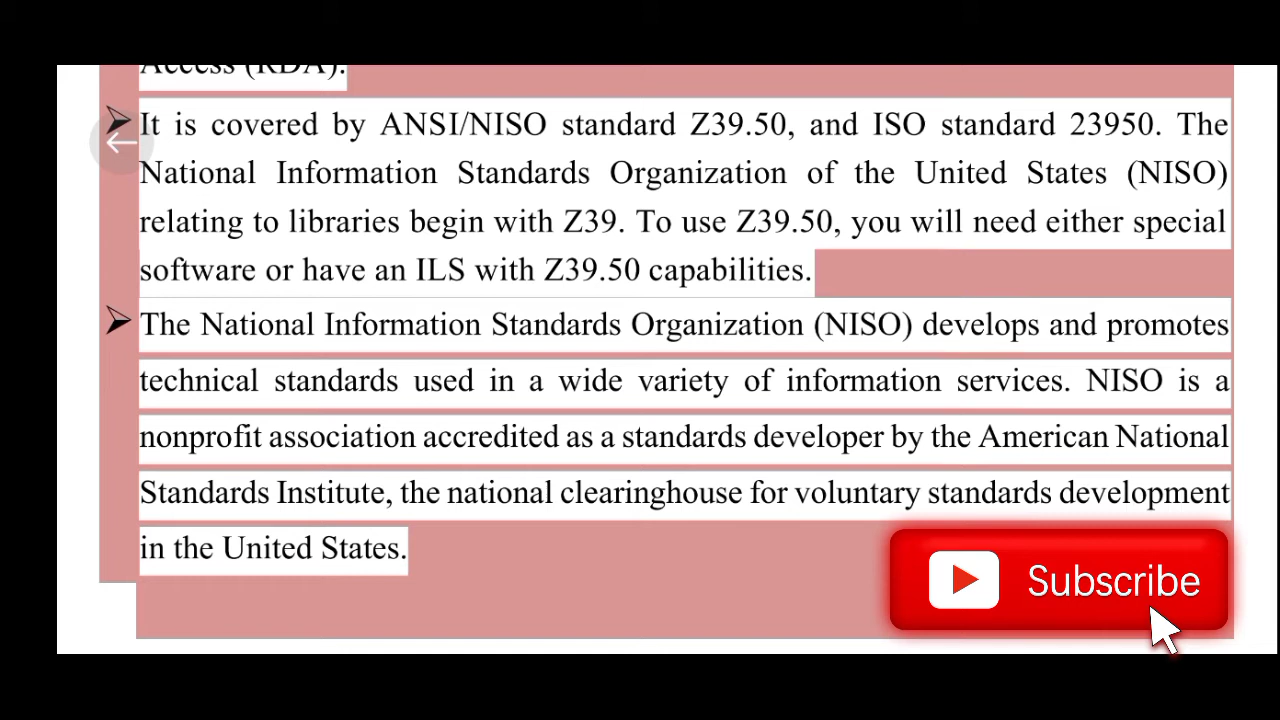 Access (RDA).
It is covered by ANSI/NISO standard Z39.50, and ISO standard 23950. The
National Information Standards Organization of the United States (NISO)
relating to libraries begin with Z39. To use Z39.50, you will need either special
software or have an ILS with Z39.50 capabilities.
The National Information Standards Organization (NISO) develops and promotes
technical standards used in a wide variety of information services. NISO is a
nonprofit association accredited as a standards developer by the American National
Standards Institute, the national clearinghouse for voluntary standards development
in the United States.
Subscribe